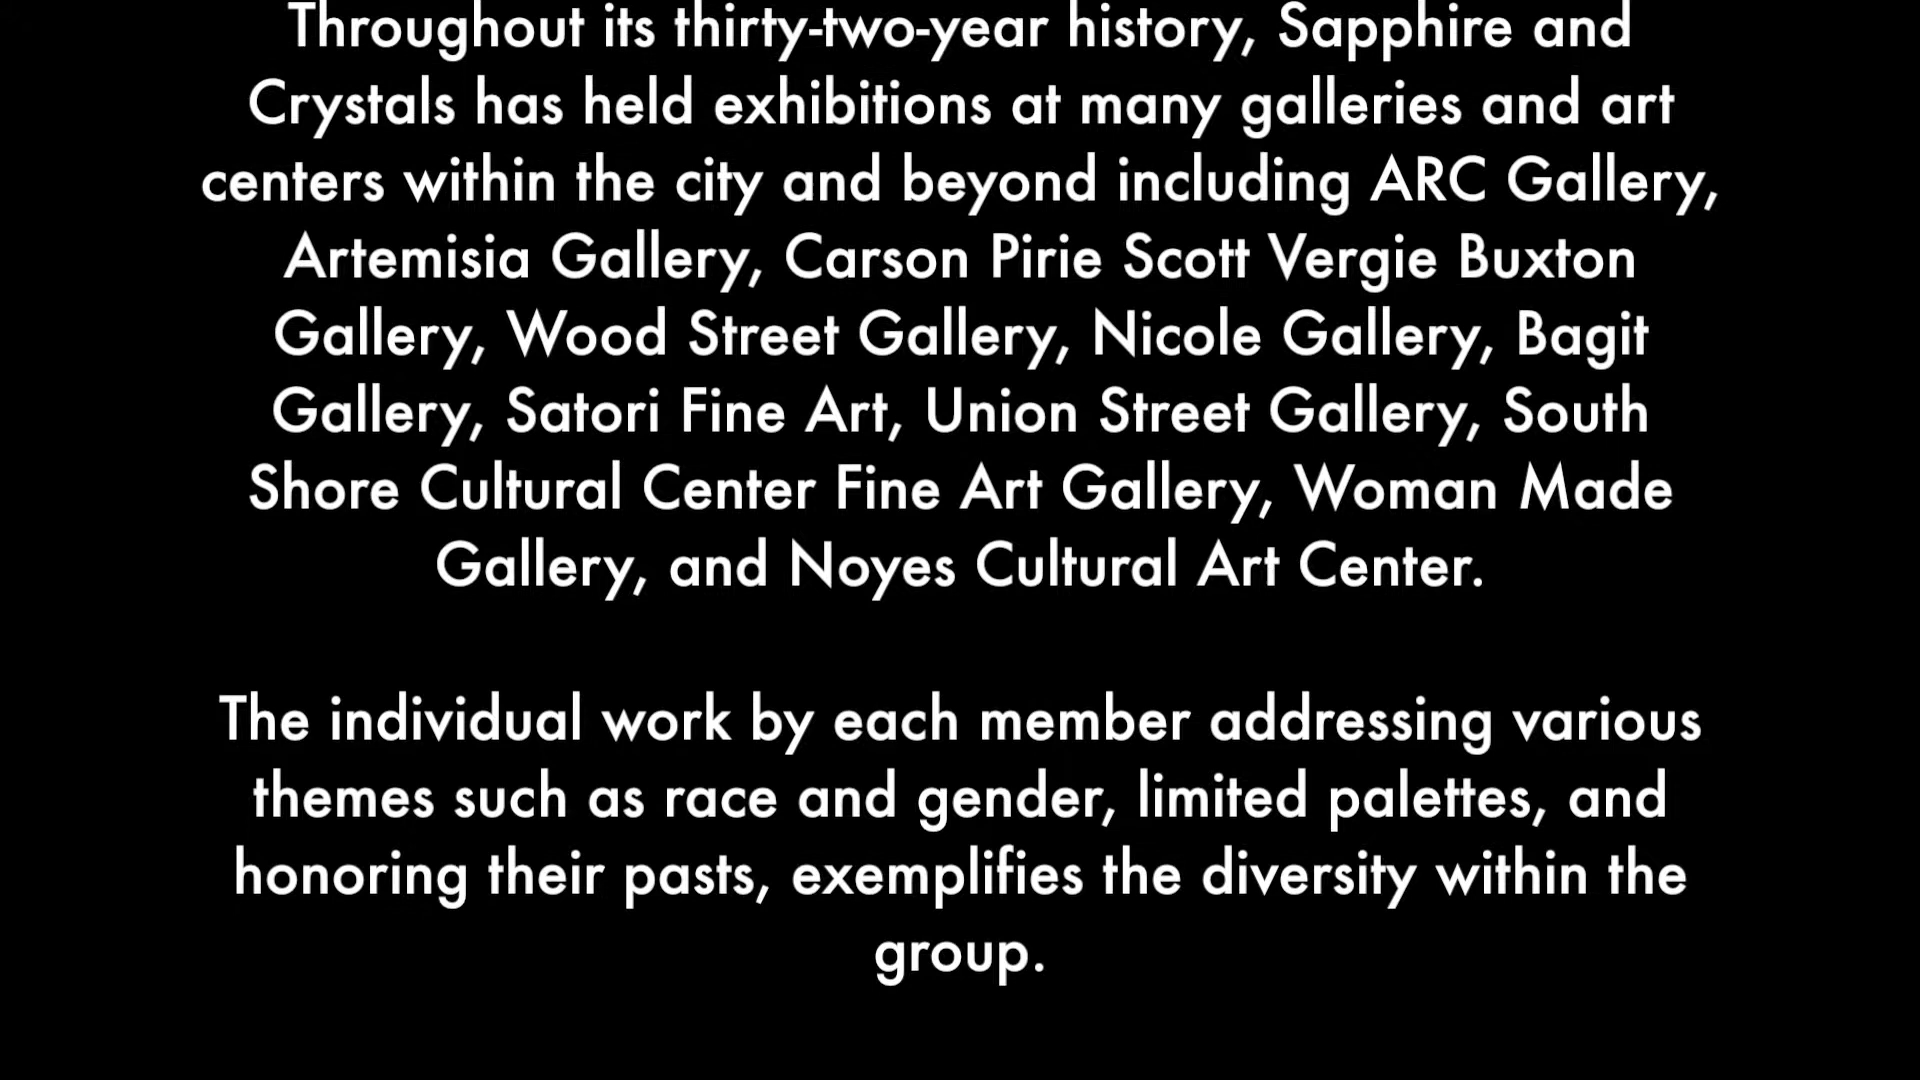 Throughout its thirty-two-year history, Sapphire and
Crystals has held exhibitions at many galleries and art
centers within the city and beyond including ARC Gallery,
Artemisia Gallery, Carson Pirie Scott Vergie Buxton
Gallery, Wood Street Gallery, Nicole Gallery, Bagit
Gallery, Satori Fine Art, Union Street Gallery, South
Shore Cultural Center Fine Art Gallery, Woman Made
Gallery, and Noyes Cultural Art Center.
The individual work by each member addressing various
themes such as race and gender, limited palettes, and
honoring their pasts, exemplifies the diversity within the
group.